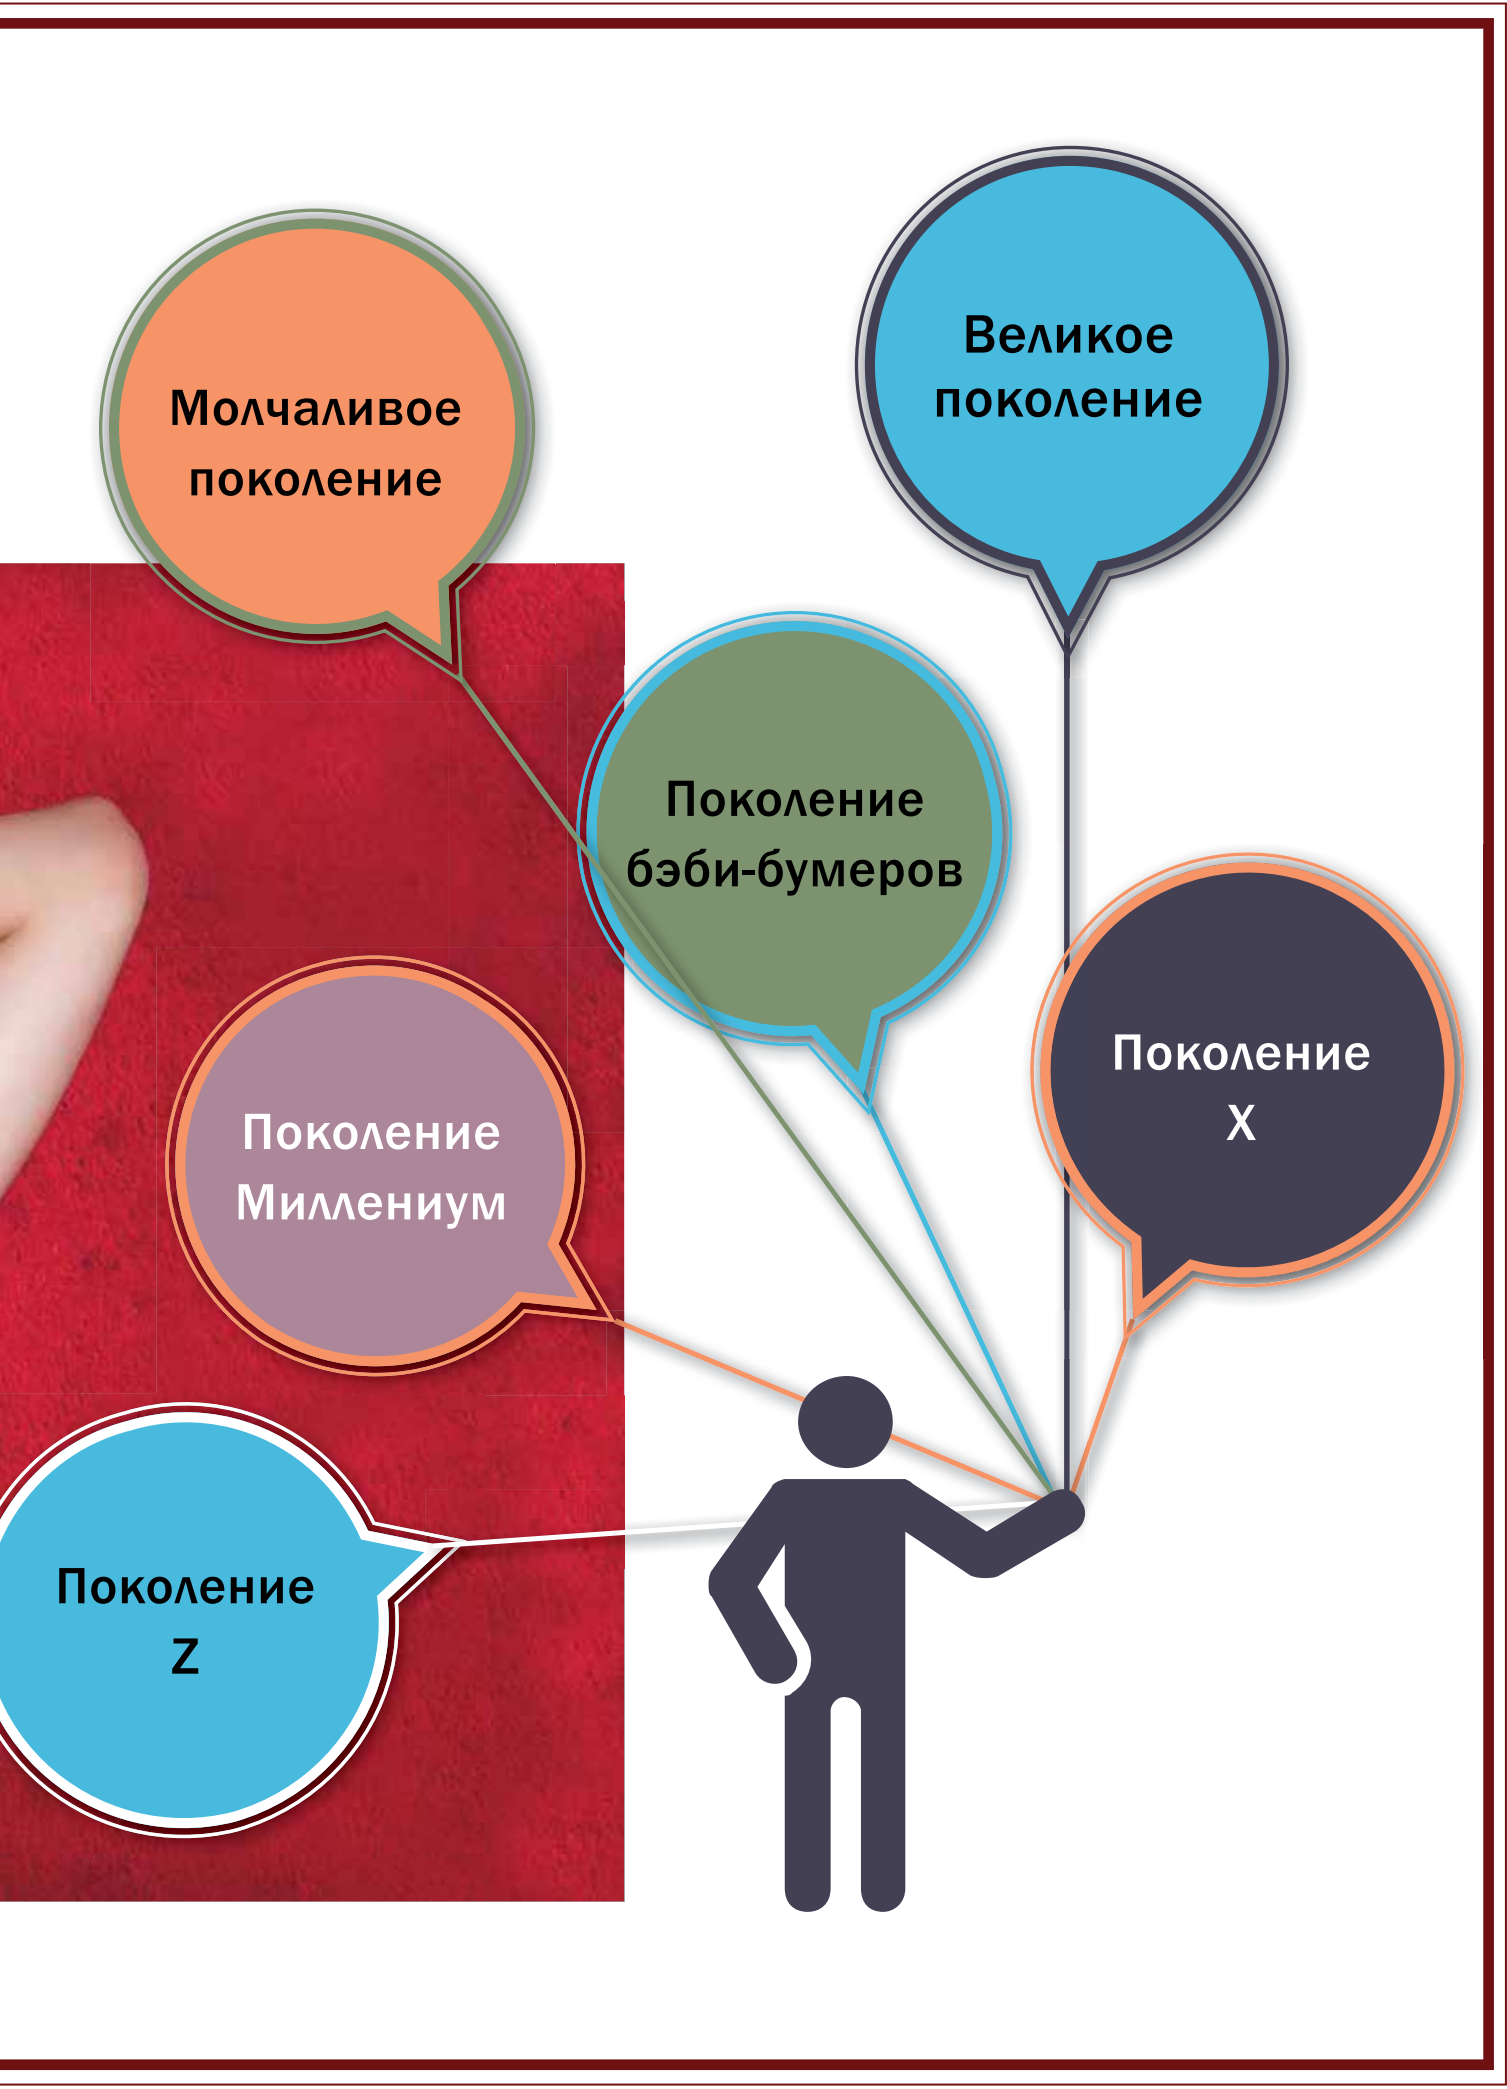 Великое
поколение
Молчаливое
поколение
Поколение
бэби-бумеров
Поколение
X
Поколение
Миллениум
Поколение
Z